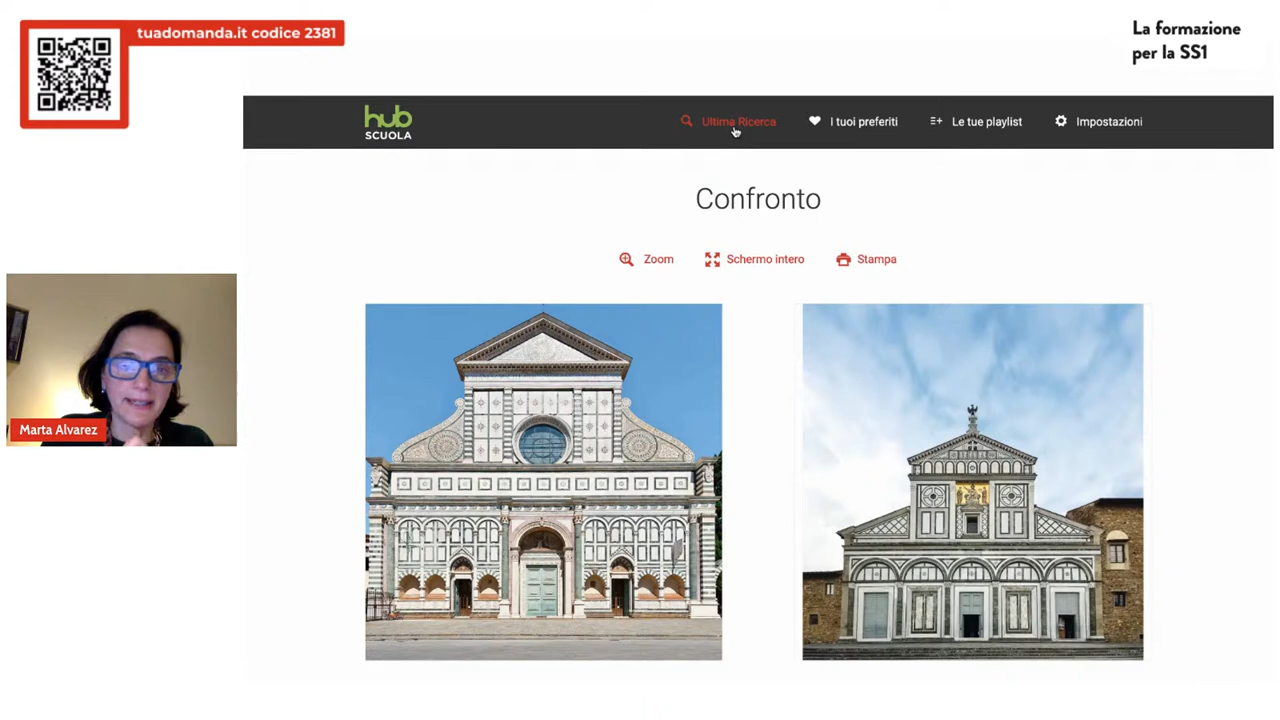 tuadomanda.it codice 2381
La formazione
per la SS1
hub
SCUOLA
Ultima Ricerca
I tuoi preferiti
Le tue playlist
Impostazioni
Confronto
Zoom
Schermo intero
Stampa
Marta Alvarez